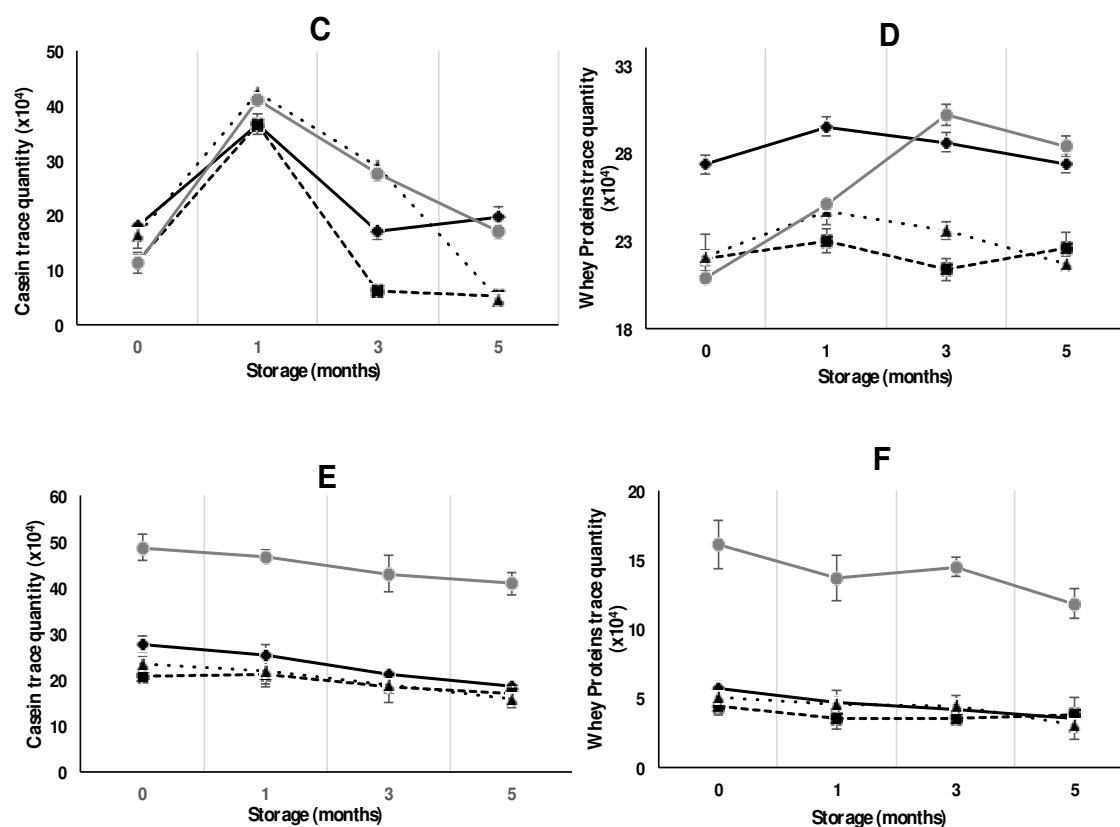 C
Casein trace quantity (x10⁴)
50
40
30
20
10
0
0 1 3 5
Storage (months)
D
Whey Proteins trace quantity
(x10⁴)
33
28
23
18
0 1 3 5
Storage (months)
E
Casein trace quantity (x10⁴)
60
50
40
30
20
10
0
0 1 3 5
Storage (months)
F
Whey Proteins trace quantity
(x10⁴)
20
15
10
5
0
0 1 3 5
Storage (months)